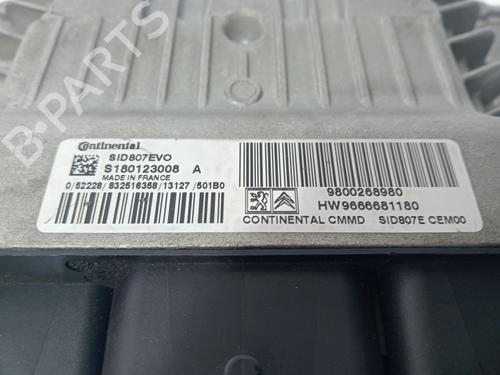 B-PARTS
Continental
SID807EVO
S180123008 A
MADE IN FRANCE
0/52228/832516358/13127/501B0
9800268980
HW9666681180
CONTINENTAL CMMD SID807E CEM00